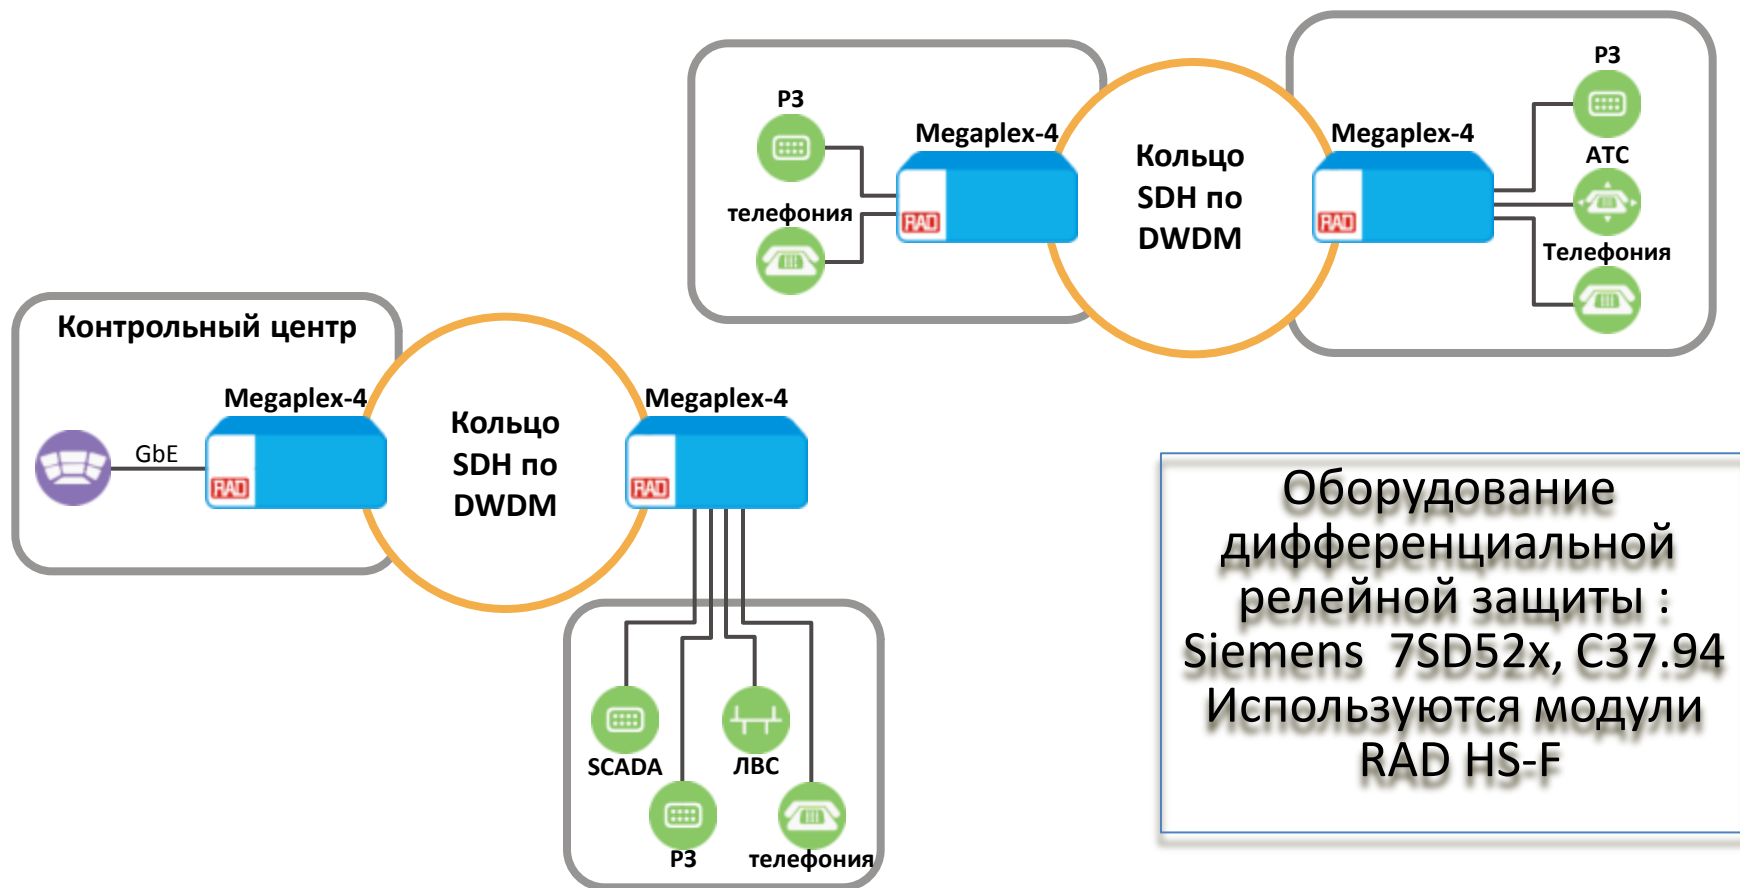 РЗ
телефония
Megaplex-4
RAD
Кольцо
SDH по
DWDM
Megaplex-4
RAD
РЗ
АТС
Телефония
Контрольный центр
GbE
Megaplex-4
RAD
Кольцо
SDH по
DWDM
Megaplex-4
RAD
SCADA
ЛВС
РЗ
телефония
Оборудование
дифференциальной
релейной защиты :
Siemens 7SD52x, C37.94
Используются модули
RAD HS-F